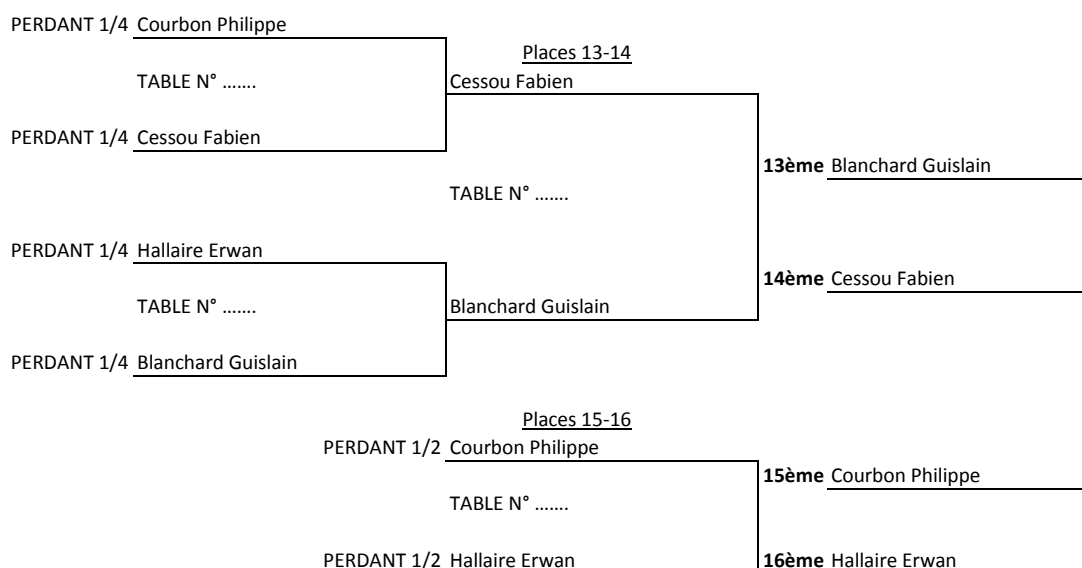 PERDANT 1/4 Courbon Philippe
Places 13-14
TABLE N° ....... Cessou Fabien
PERDANT 1/4 Cessou Fabien
13ème Blanchard Guislain
TABLE N° .......
PERDANT 1/4 Hallaire Erwan
14ème Cessou Fabien
TABLE N° ....... Blanchard Guislain
PERDANT 1/4 Blanchard Guislain
Places 15-16
PERDANT 1/2 Courbon Philippe
15ème Courbon Philippe
TABLE N° .......
PERDANT 1/2 Hallaire Erwan 16ème Hallaire Erwan